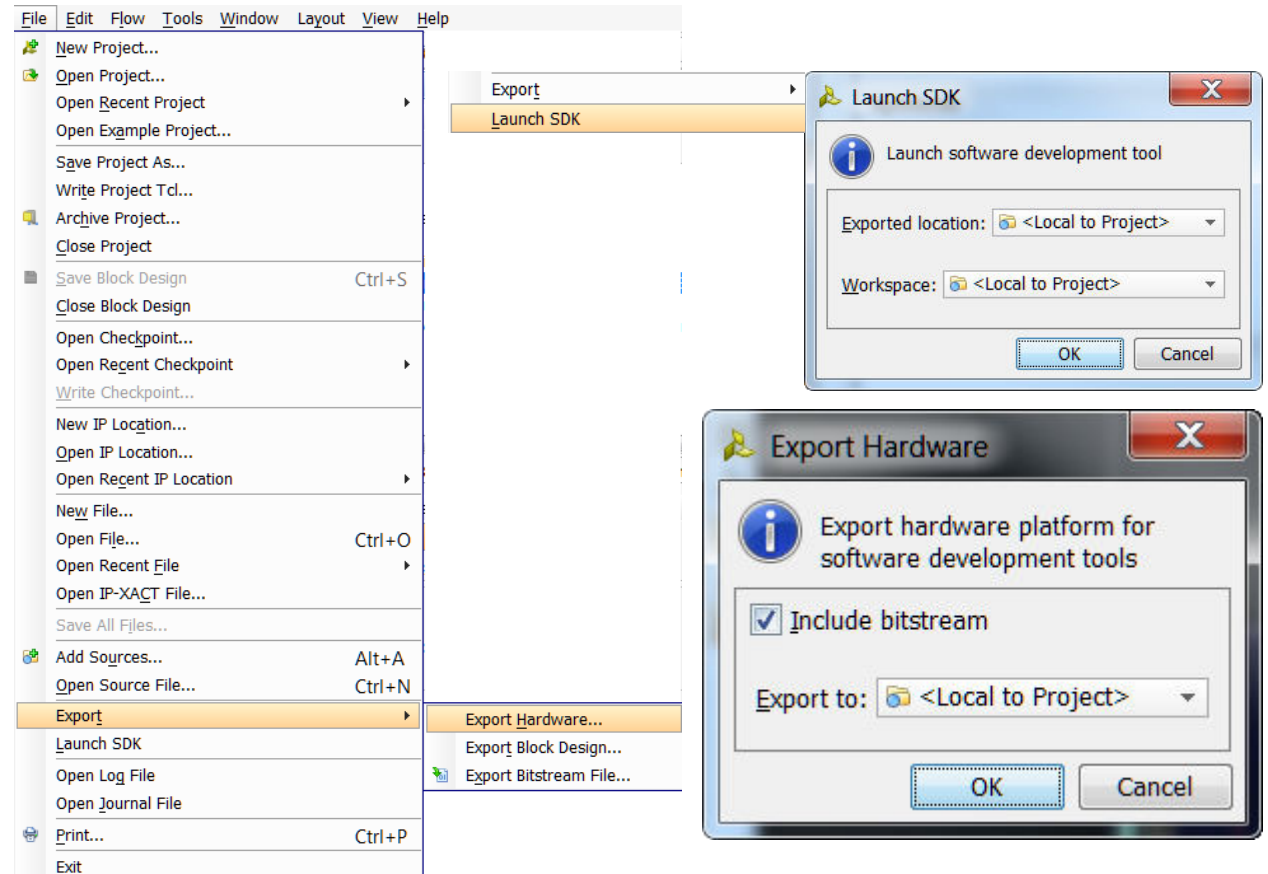 File Edit Flow Tools Window Layout View Help
New Project...
Open Project...
Open Recent Project
Open Example Project...
Save Project As...
Write Project Tcl...
Archive Project...
Close Project
Save Block Design Ctrl+S
Close Block Design
Open Checkpoint...
Open Recent Checkpoint
Write Checkpoint...
New IP Location...
Open IP Location...
Open Recent IP Location
New File...
Open File... Ctrl+O
Open Recent File
Open IP-XACT File...
Save All Files...
Add Sources... Alt+A
Open Source File... Ctrl+N
Export
Launch SDK
Open Log File
Open Journal File
Print... Ctrl+P
Exit
Export Hardware...
Export Block Design...
Export Bitstream File...
Export
Launch SDK
Launch SDK
Launch software development tool
Exported location: <Local to Project>
Workspace: <Local to Project>
OK Cancel
Export Hardware
Export hardware platform for
software development tools
Include bitstream
Export to: <Local to Project>
OK Cancel